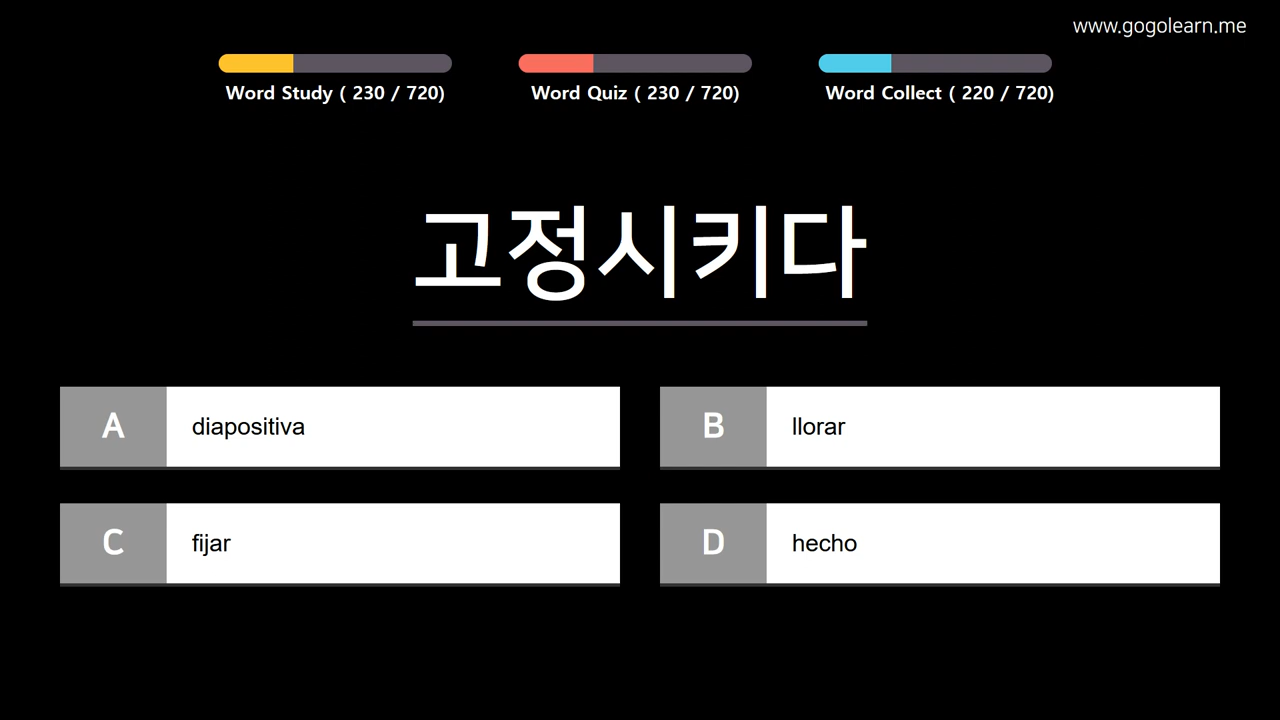 www.gogolearn.me
Word Study ( 230 / 720)
Word Quiz ( 230 / 720)
Word Collect ( 220 / 720)
고정시키다
A diapositiva
B llorar
C fijar
D hecho